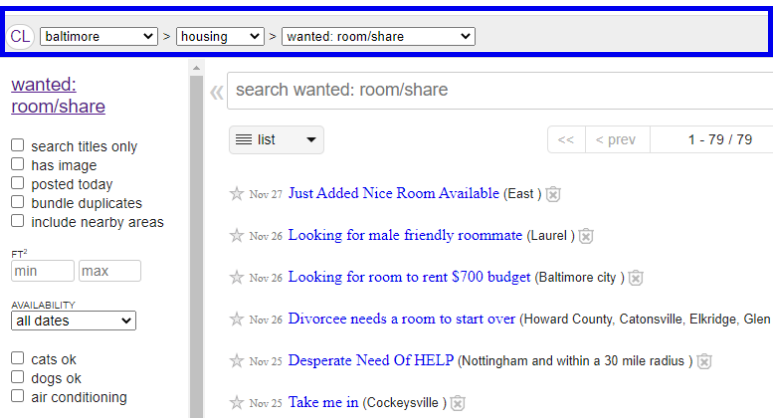 CL baltimore > housing > wanted: room/share
wanted:
room/share
search titles only
has image
posted today
bundle duplicates
include nearby areas
FT²
min max
AVAILABILITY
all dates
cats ok
dogs ok
air conditioning
« search wanted: room/share
list << < prev 1 - 79 / 79
Nov 27 Just Added Nice Room Available (East )
Nov 26 Looking for male friendly roommate (Laurel )
Nov 26 Looking for room to rent $700 budget (Baltimore city )
Nov 26 Divorcee needs a room to start over (Howard County, Catonsville, Elkridge, Glen
Nov 25 Desperate Need Of HELP (Nottingham and within a 30 mile radius )
Nov 25 Take me in (Cockeysville )